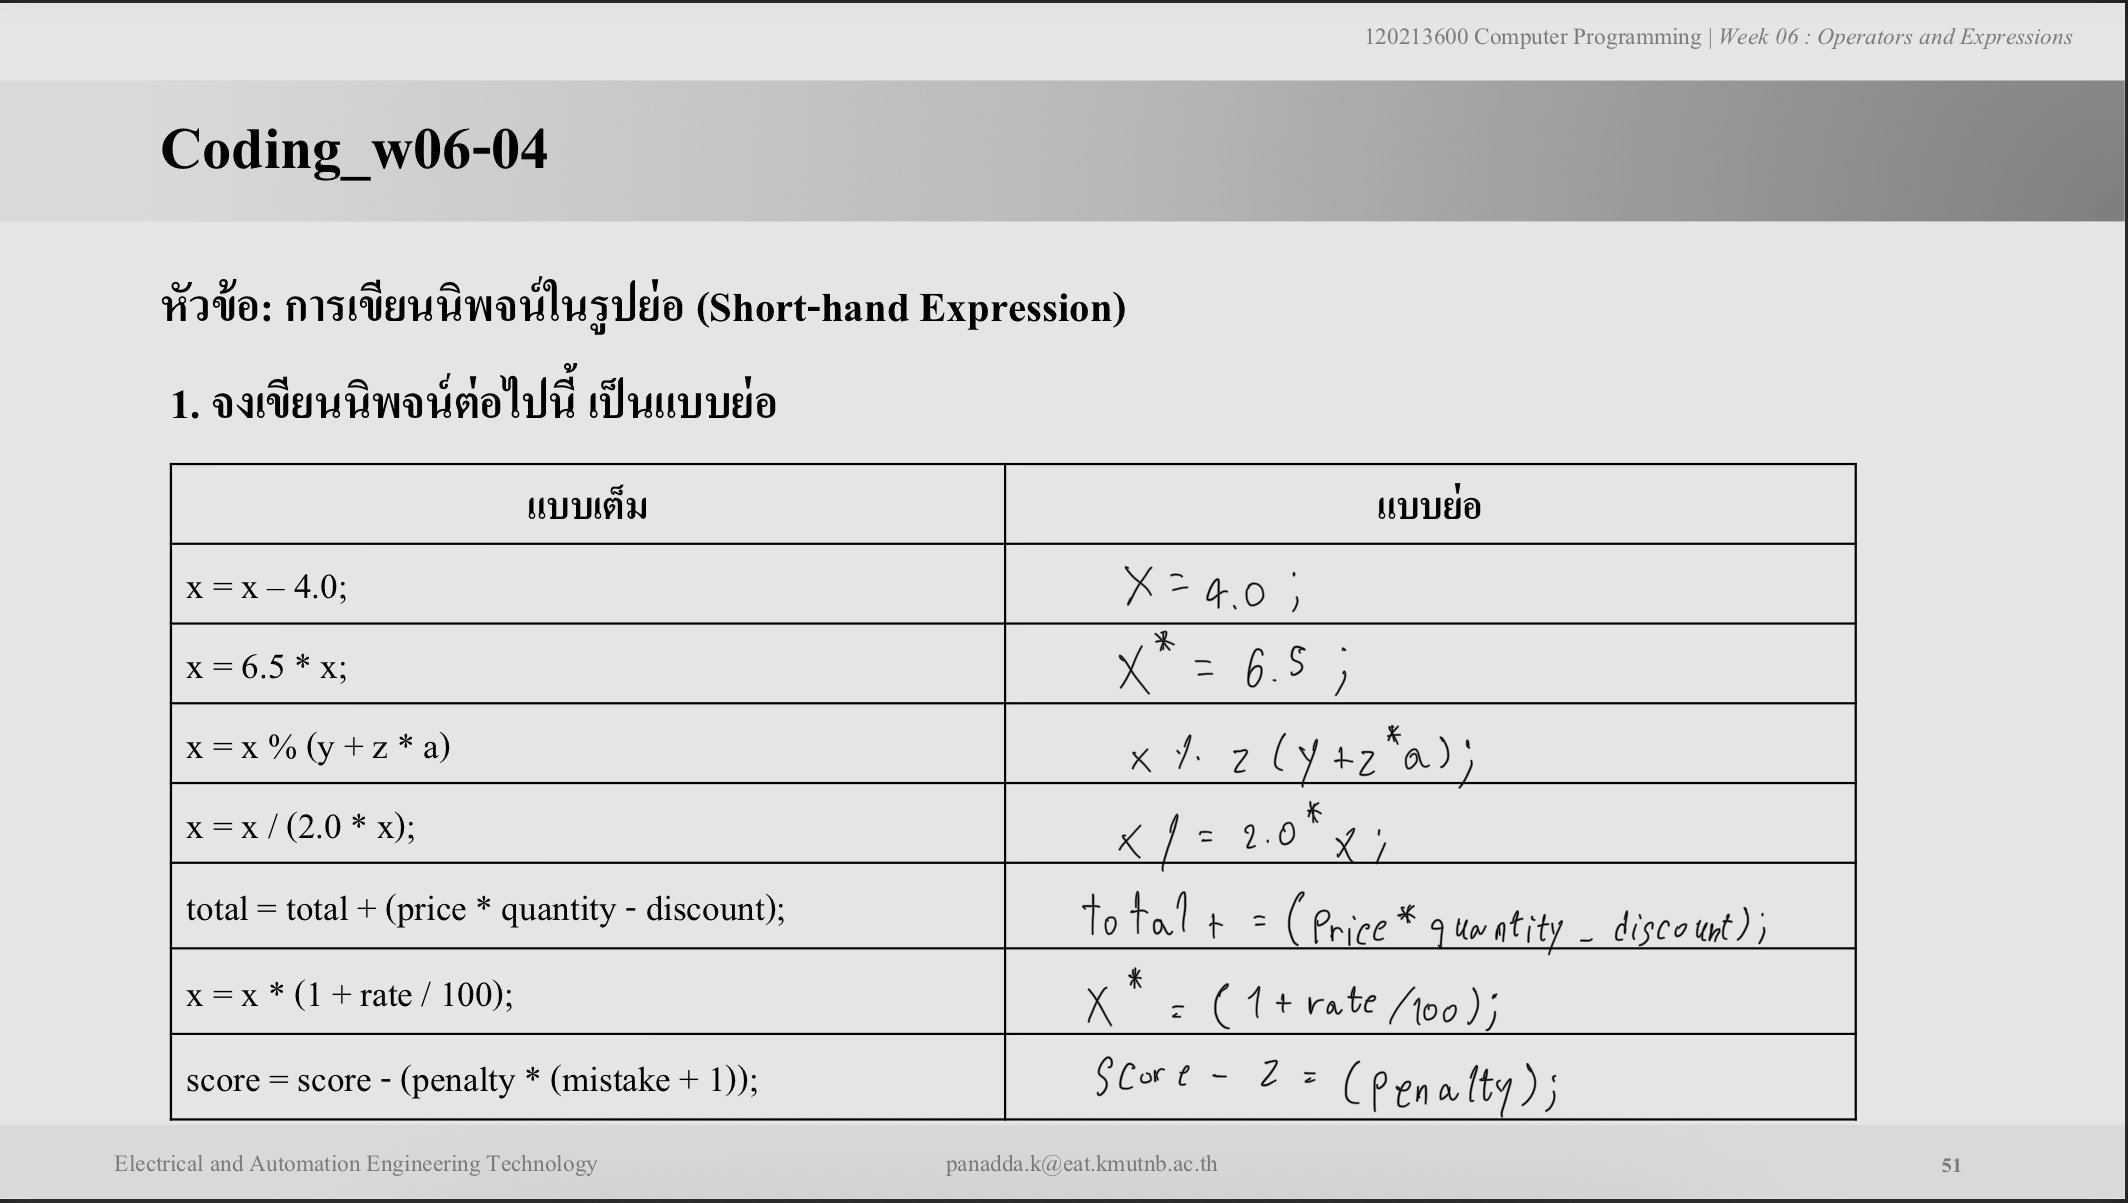 120213600 Computer Programming | Week 06 : Operators and Expressions
Coding_w06-04
หัวข้อ: การเขียนนิพจน์ในรูปย่อ (Short-hand Expression)
1. จงเขียนนิพจน์ต่อไปนี้ เป็นแบบย่อ
แบบเต็ม แบบย่อ
x = x – 4.0; x = 4.0 ;
x = 6.5 * x; x* = 6.5 ;
x = x % (y + z * a) x % z (y+z*a);
x = x / (2.0 * x); x / = 2.0* x ;
total = total + (price * quantity - discount); total + = (Price* quantity - discount);
x = x * (1 + rate / 100); x* = (1 + rate /100);
score = score - (penalty * (mistake + 1)); Score - 2 = (penalty);
Electrical and Automation Engineering Technology panadda.k@eat.kmutnb.ac.th 51